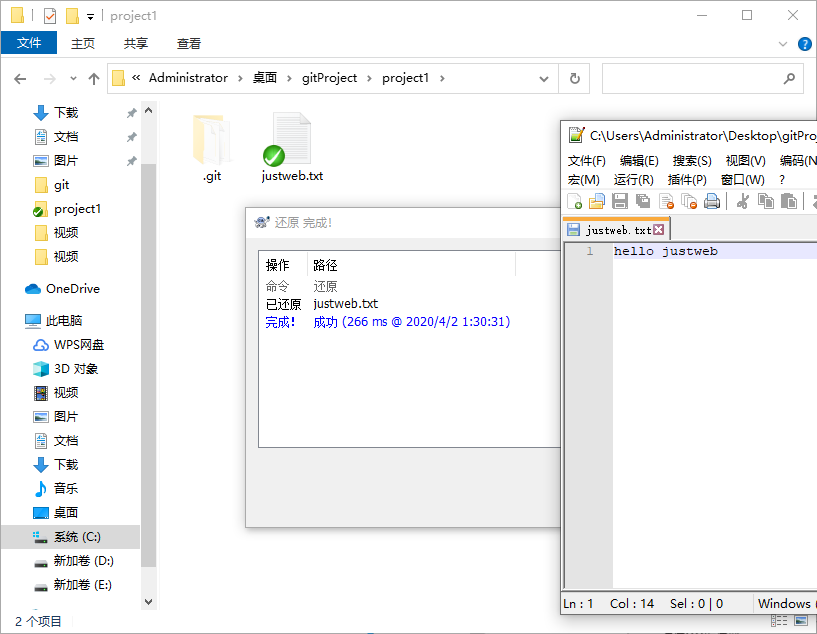 project1
文件 主页 共享 查看
« Administrator › 桌面 › gitProject › project1 ›
下载
文档
图片
git
project1
视频
视频
OneDrive
此电脑
WPS网盘
3D 对象
视频
图片
文档
下载
音乐
桌面
系统 (C:)
新加卷 (D:)
新加卷 (E:)
2 个项目
.git
justweb.txt
还原 完成!
操作 路径
命令 还原
已还原 justweb.txt
完成! 成功 (266 ms @ 2020/4/2 1:30:31)
C:\Users\Administrator\Desktop\gitProj
文件(F) 编辑(E) 搜索(S) 视图(V) 编码(N
宏(M) 运行(R) 插件(P) 窗口(W) ?
justweb.txt
1 hello justweb
Ln : 1 Col : 14 Sel : 0 | 0 Windows (